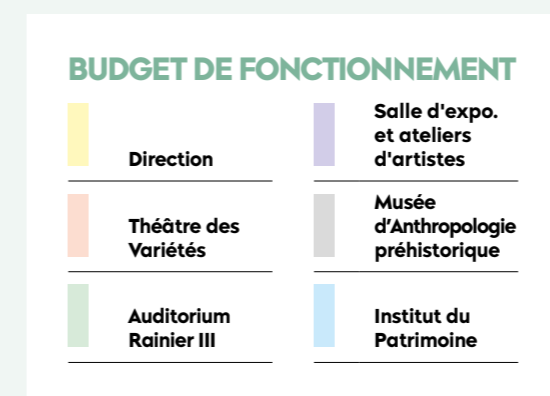 BUDGET DE FONCTIONNEMENT
Direction
Salle d'expo.
et ateliers
d'artistes
Théâtre des
Variétés
Musée
d’Anthropologie
préhistorique
Auditorium
Rainier III
Institut du
Patrimoine